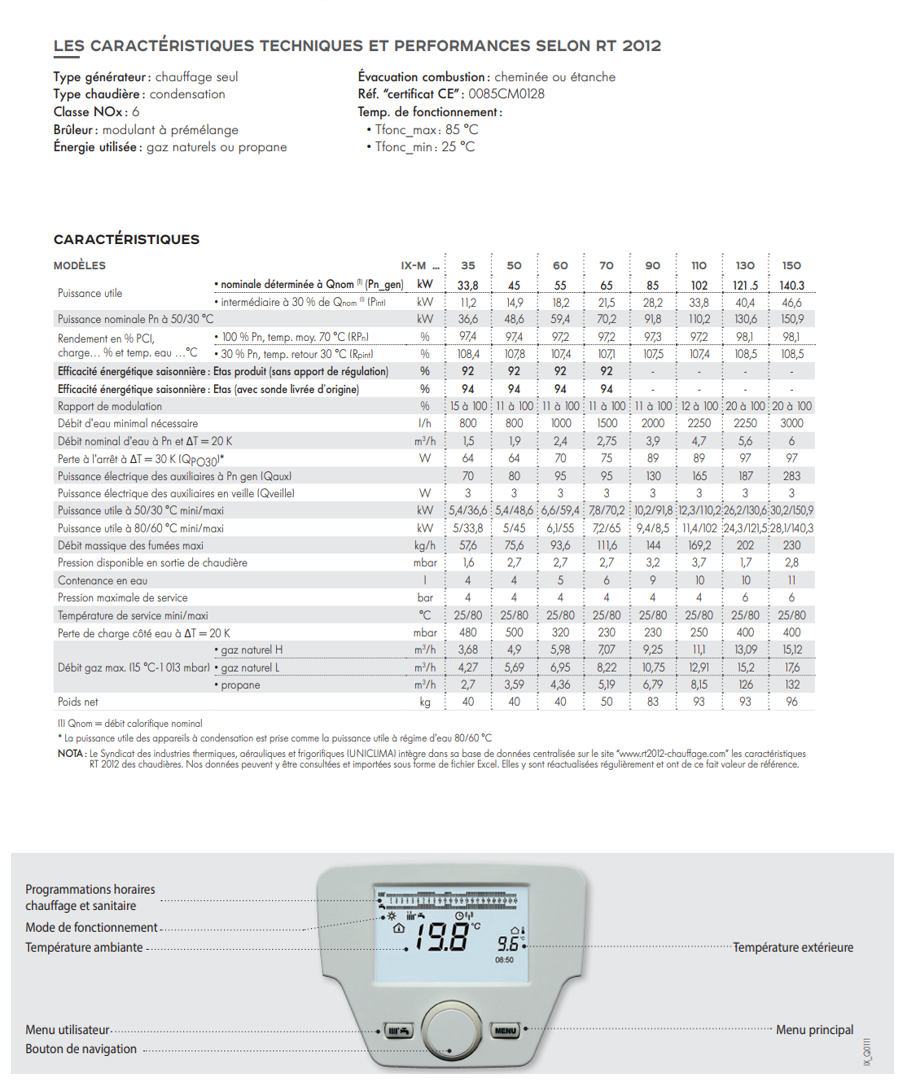 LES CARACTÉRISTIQUES TECHNIQUES ET PERFORMANCES SELON RT 2012
Type générateur : chauffage seul
Type chaudière : condensation
Classe NOx : 6
Brûleur : modulant à prémélange
Énergie utilisée : gaz naturels ou propane
Évacuation combustion : cheminée ou étanche
Réf. “certificat CE” : 0085CM0128
Temp. de fonctionnement :
• Tfonc_max : 85 °C
• Tfonc_min : 25 °C
CARACTÉRISTIQUES
MODÈLES IX-M ... 35 50 60 70 90 110 130 150
Puissance utile
• nominale déterminée à Qnom (1) (Pn_gen) kW 33,8 45 55 65 85 102 121.5 140.3
• intermédiaire à 30 % de Qnom (1) (Pint) kW 11,2 14,9 18,2 21,5 28,2 33,8 40,4 46,6
Puissance nominale Pn à 50/30 °C kW 36,6 48,6 59,4 70,2 91,8 110,2 130,6 150,9
Rendement en % PCI,
charge... % et temp. eau ...°C
• 100 % Pn, temp. moy. 70 °C (RPn) % 97,4 97,4 97,2 97,2 97,3 97,2 98,1 98,1
• 30 % Pn, temp. retour 30 °C (Rpint) % 108,4 107,8 107,4 107,1 107,5 107,4 108,5 108,5
Efficacité énergétique saisonnière : Etas produit (sans apport de régulation) % 92 92 92 92 - - - -
Efficacité énergétique saisonnière : Etas (avec sonde livrée d'origine) % 94 94 94 94 - - - -
Rapport de modulation % 15 à 100 11 à 100 11 à 100 11 à 100 11 à 100 12 à 100 20 à 100 20 à 100
Débit d'eau minimal nécessaire l/h 800 800 1000 1500 2000 2250 2250 3000
Débit nominal d'eau à Pn et ΔT = 20 K m³/h 1,5 1,9 2,4 2,75 3,9 4,7 5,6 6
Perte à l'arrêt à ΔT = 30 K (QPO30)* W 64 64 70 75 89 89 97 97
Puissance électrique des auxiliaires à Pn gen (Qaux) 70 80 95 95 130 165 187 283
Puissance électrique des auxiliaires en veille (Qveille) W 3 3 3 3 3 3 3 3
Puissance utile à 50/30 °C mini/maxi kW 5,4/36,6 5,4/48,6 6,6/59,4 7,8/70,2 10,2/91,8 12,3/110,2 26,2/130,6 30,2/150,9
Puissance utile à 80/60 °C mini/maxi kW 5/33,8 5/45 6,1/55 7,2/65 9,4/8,5 11,4/102 24,3/121,5 28,1/140,3
Débit massique des fumées maxi kg/h 57,6 75,6 93,6 111,6 144 169,2 202 230
Pression disponible en sortie de chaudière mbar 1,6 2,7 2,7 2,7 3,2 3,7 1,7 2,8
Contenance en eau l 4 4 5 6 9 10 10 11
Pression maximale de service bar 4 4 4 4 4 4 6 6
Température de service mini/maxi °C 25/80 25/80 25/80 25/80 25/80 25/80 25/80 25/80
Perte de charge côté eau à ΔT = 20 K mbar 480 500 320 230 230 250 400 400
Débit gaz max. (15 °C-1 013 mbar)
• gaz naturel H m³/h 3,68 4,9 5,98 7,07 9,25 11,1 13,09 15,12
• gaz naturel L m³/h 4,27 5,69 6,95 8,22 10,75 12,91 15,2 17,6
• propane m³/h 2,7 3,59 4,36 5,19 6,79 8,15 126 132
Poids net kg 40 40 40 50 83 93 93 96
(1) Qnom = débit calorifique nominal
* La puissance utile des appareils à condensation est prise comme la puissance utile à régime d'eau 80/60 °C
NOTA : Le Syndicat des industries thermiques, aérauliques et frigorifiques (UNICLIMA) intègre dans sa base de données centralisée sur le site “www.rt2012-chauffage.com” les caractéristiques
RT 2012 des chaudières. Nos données peuvent y être consultées et importées sous forme de fichier Excel. Elles y sont réactualisées régulièrement et ont de ce fait valeur de référence.
Programmations horaires
chauffage et sanitaire
Mode de fonctionnement
Température ambiante
Menu utilisateur
Bouton de navigation
19.8 °C
9.6 °C
08:50
MENU
Température extérieure
Menu principal
IX_Q0111